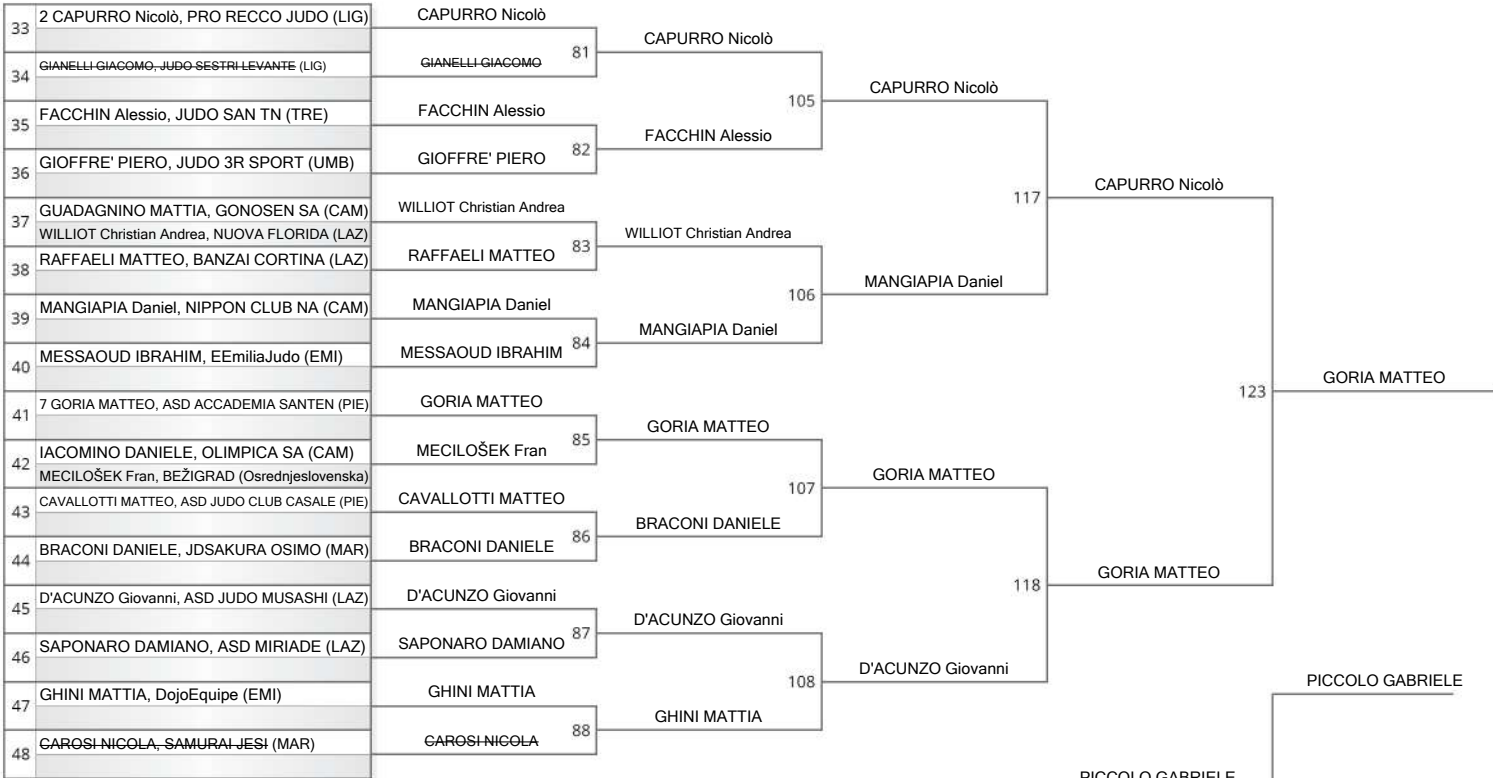 33 2 CAPURRO Nicolò, PRO RECCO JUDO (LIG)
34 GIANELLI GIACOMO, JUDO SESTRI LEVANTE (LIG)
35 FACCHIN Alessio, JUDO SAN TN (TRE)
36 GIOFFRE' PIERO, JUDO 3R SPORT (UMB)
37 GUADAGNINO MATTIA, GONOSEN SA (CAM)
WILLIOT Christian Andrea, NUOVA FLORIDA (LAZ)
38 RAFFAELI MATTEO, BANZAI CORTINA (LAZ)
39 MANGIAPIA Daniel, NIPPON CLUB NA (CAM)
40 MESSAOUD IBRAHIM, EEmiliaJudo (EMI)
41 7 GORIA MATTEO, ASD ACCADEMIA SANTEN (PIE)
42 IACOMINO DANIELE, OLIMPICA SA (CAM)
MECILOŠEK Fran, BEŽIGRAD (Osrednjeslovenska)
43 CAVALLOTTI MATTEO, ASD JUDO CLUB CASALE (PIE)
44 BRACONI DANIELE, JDSAKURA OSIMO (MAR)
45 D'ACUNZO Giovanni, ASD JUDO MUSASHI (LAZ)
46 SAPONARO DAMIANO, ASD MIRIADE (LAZ)
47 GHINI MATTIA, DojoEquipe (EMI)
48 CAROSI NICOLA, SAMURAI JESI (MAR)
CAPURRO Nicolò
81
GIANELLI GIACOMO
FACCHIN Alessio
82
GIOFFRE' PIERO
WILLIOT Christian Andrea
83
RAFFAELI MATTEO
MANGIAPIA Daniel
84
MESSAOUD IBRAHIM
GORIA MATTEO
85
MECILOŠEK Fran
CAVALLOTTI MATTEO
86
BRACONI DANIELE
D'ACUNZO Giovanni
87
SAPONARO DAMIANO
GHINI MATTIA
88
CAROSI NICOLA
CAPURRO Nicolò
105
FACCHIN Alessio
WILLIOT Christian Andrea
106
MANGIAPIA Daniel
GORIA MATTEO
107
BRACONI DANIELE
D'ACUNZO Giovanni
108
GHINI MATTIA
CAPURRO Nicolò
117
MANGIAPIA Daniel
GORIA MATTEO
118
D'ACUNZO Giovanni
CAPURRO Nicolò
123
GORIA MATTEO
GORIA MATTEO
PICCOLO GABRIELE
PICCOLO GABRIELE